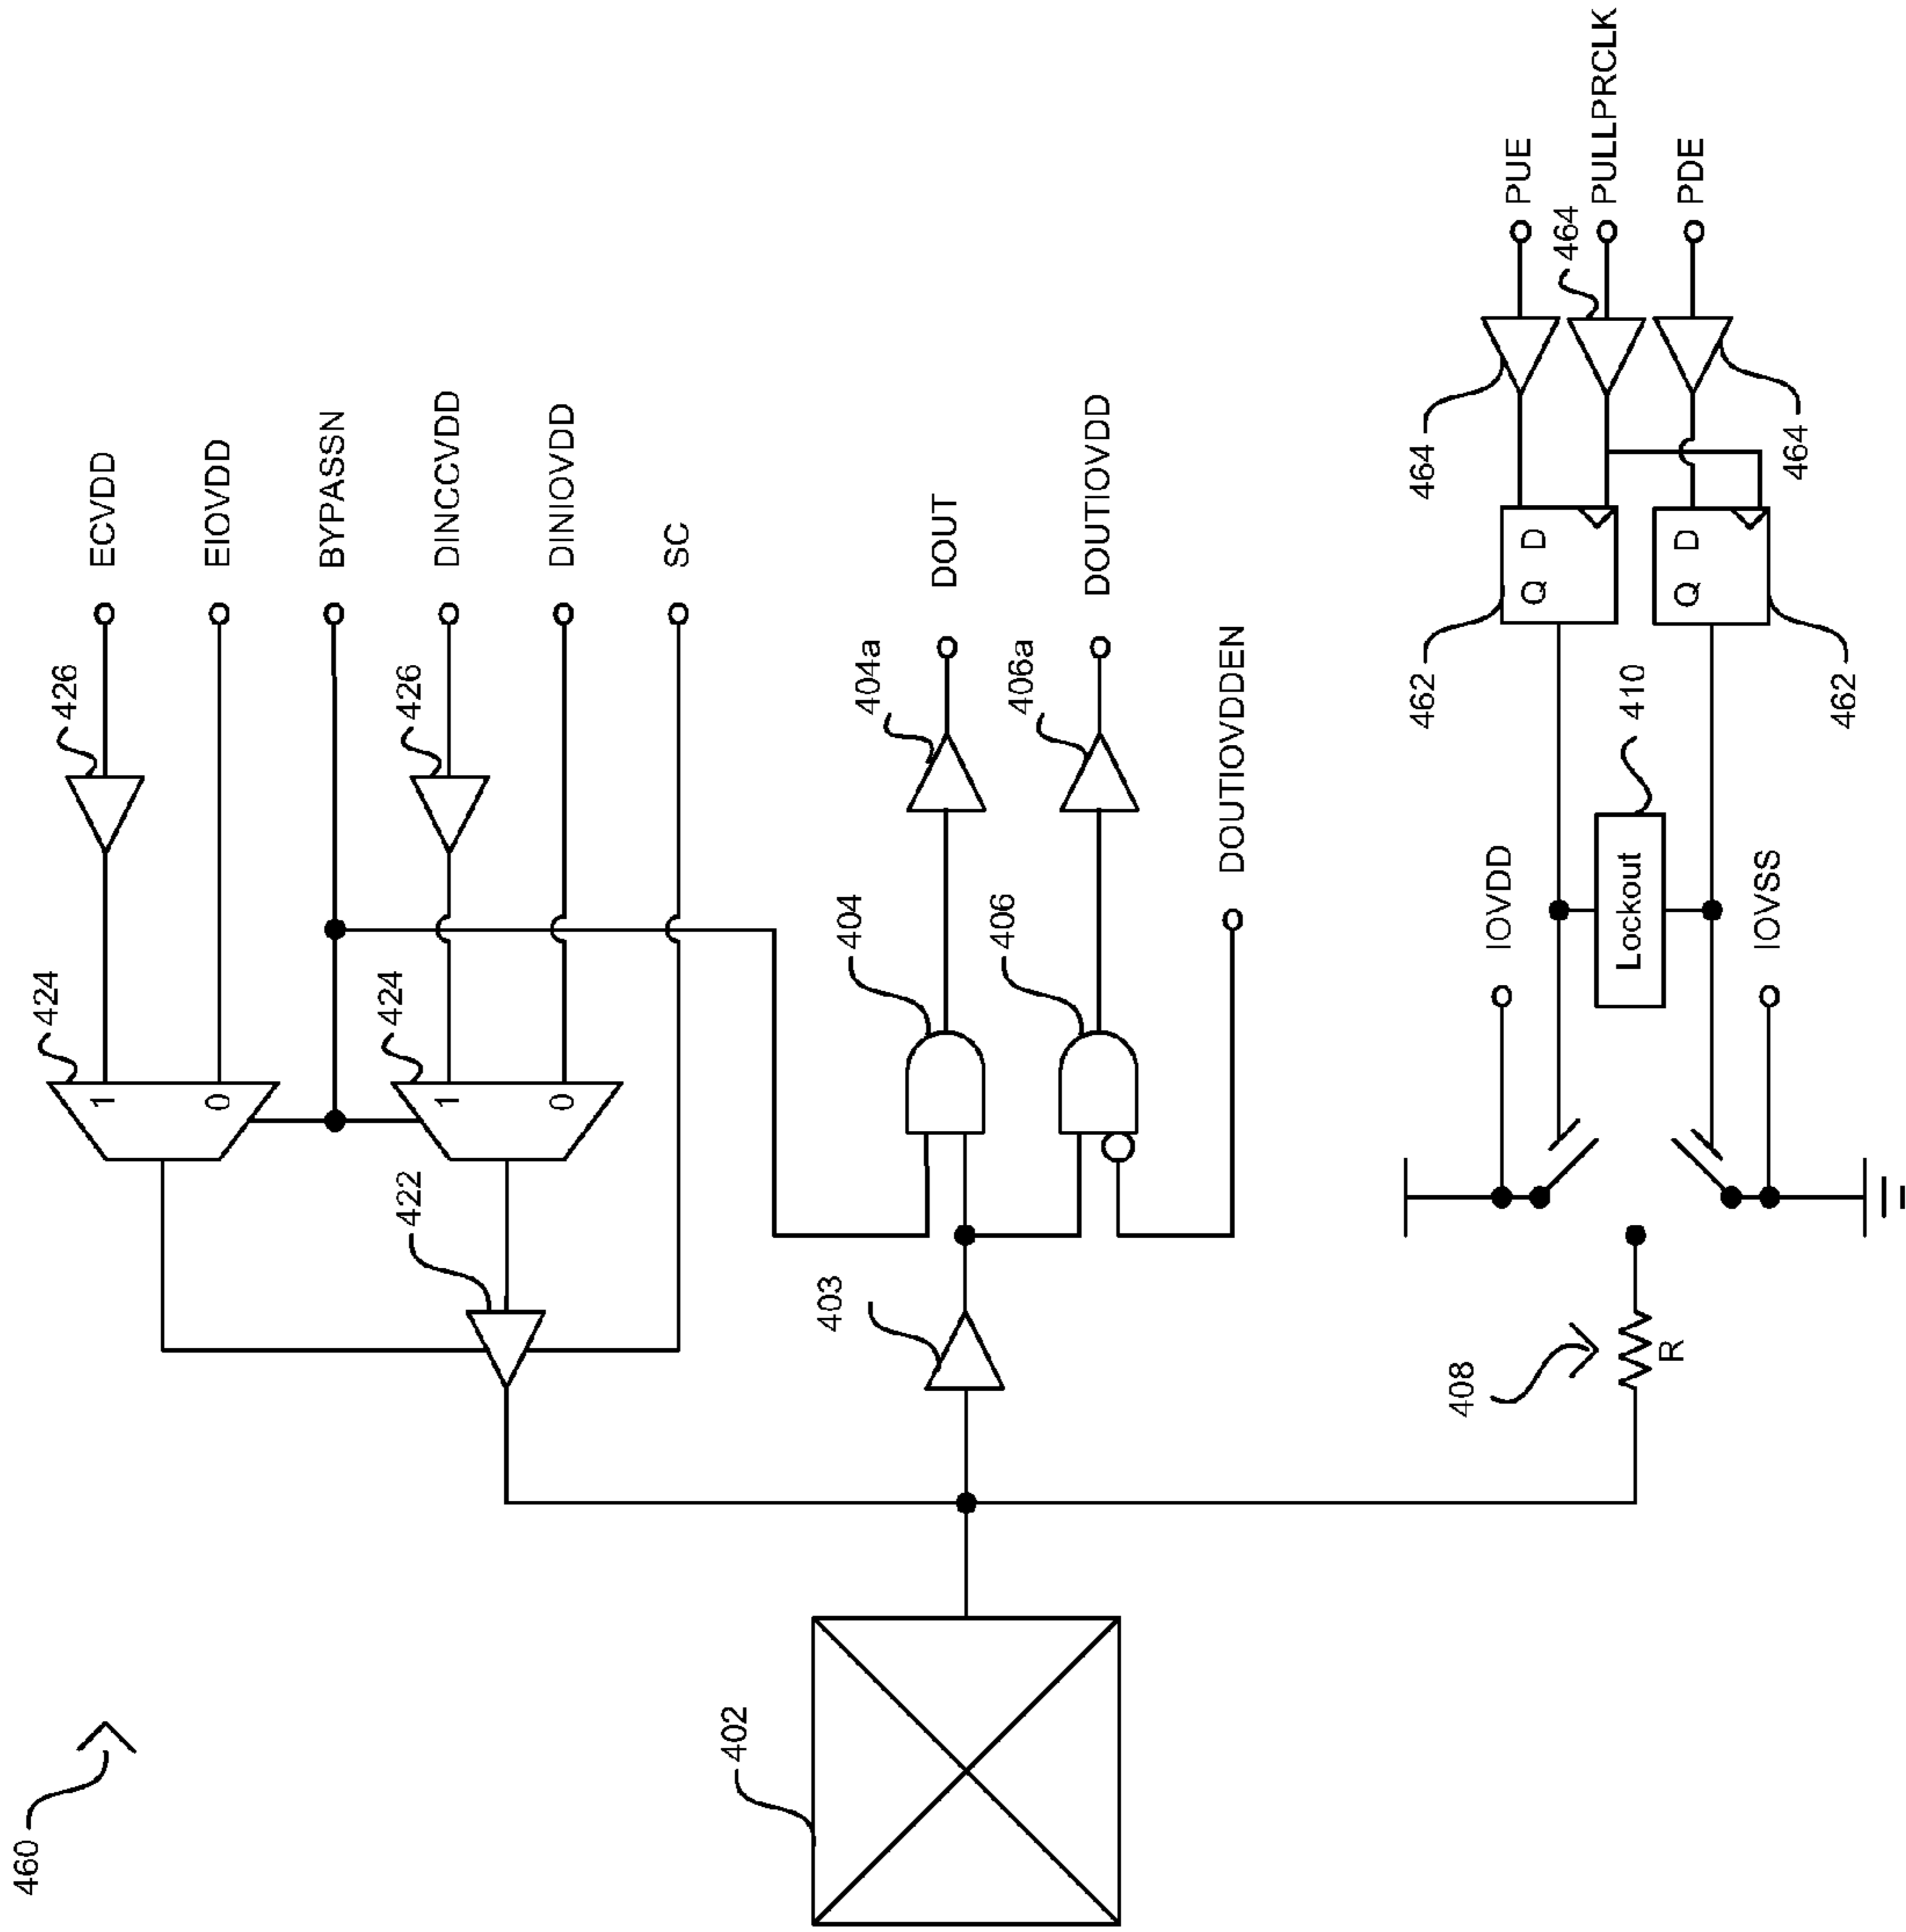 460
402
ECVDD
EIOVDD
BYPASSN
DINCCVDD
DINIOVDD
SC
426
426
424
424
1
0
1
0
422
DOUT
DOUTIOVDD
DOUTIOVDDEN
404a
406a
404
406
403
PUE
PULLPRCLK
PDE
464
464
464
Q D
Q D
462
462
410
Lockout
IOVDD
IOVSS
408
R